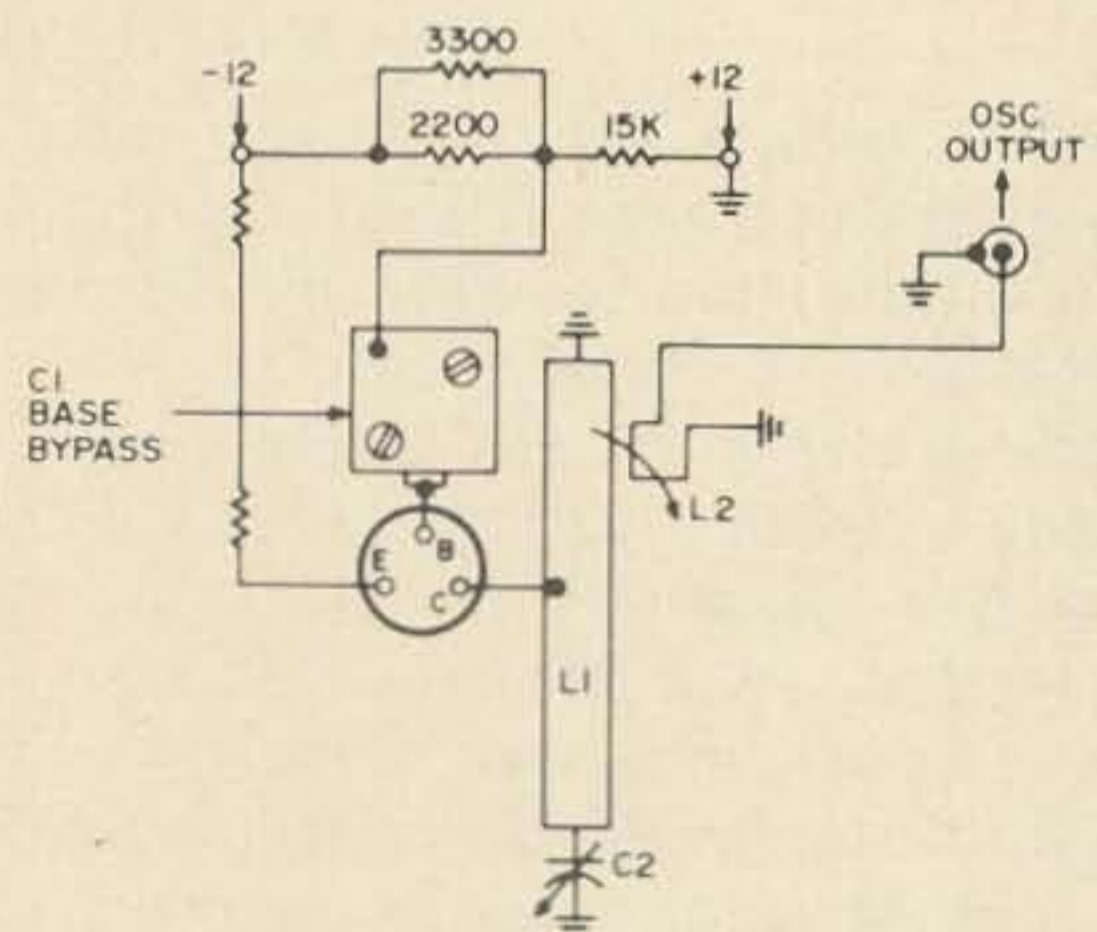 3300
-12
2200
15K
+12
OSC
OUTPUT
C1
BASE
BYPASS
L2
B
E
C
L1
C2